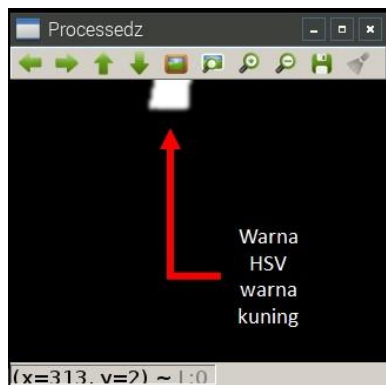 Processedz
Warna
HSV
warna
kuning
(x=313, y=2) ~ L:0